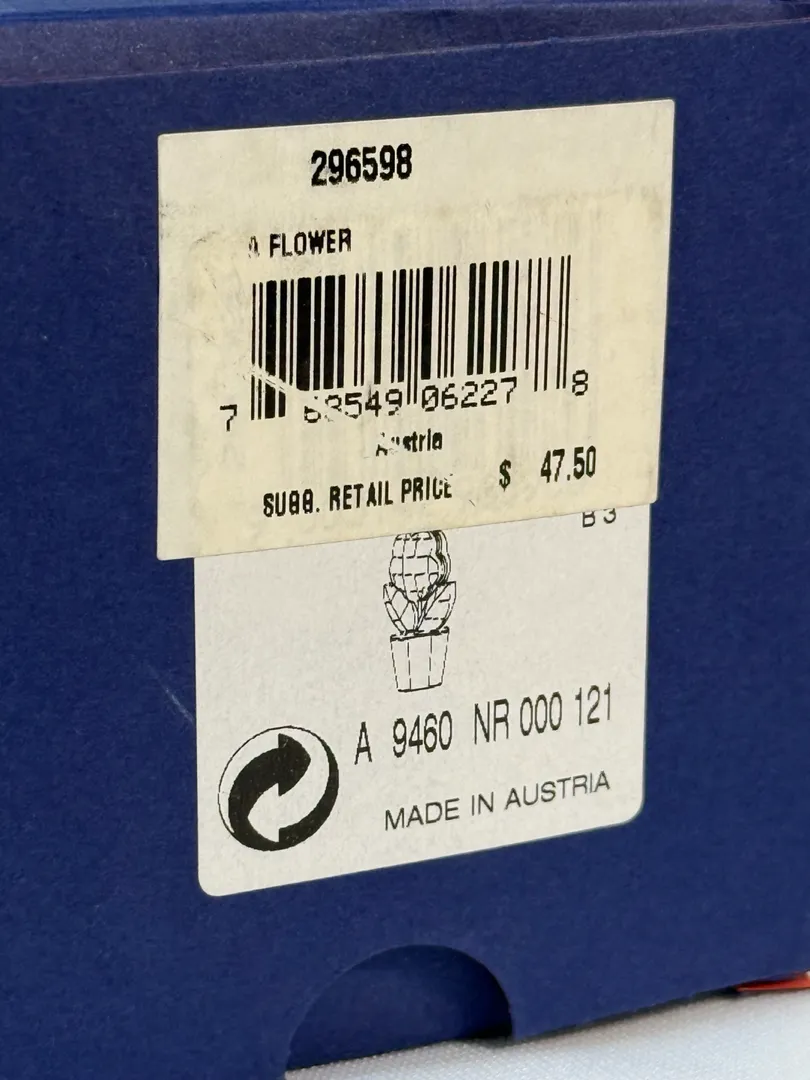 296598
A FLOWER
7 63549 06227 8
Austria
SUGG. RETAIL PRICE $ 47.50
B 3
A 9460 NR 000 121
MADE IN AUSTRIA